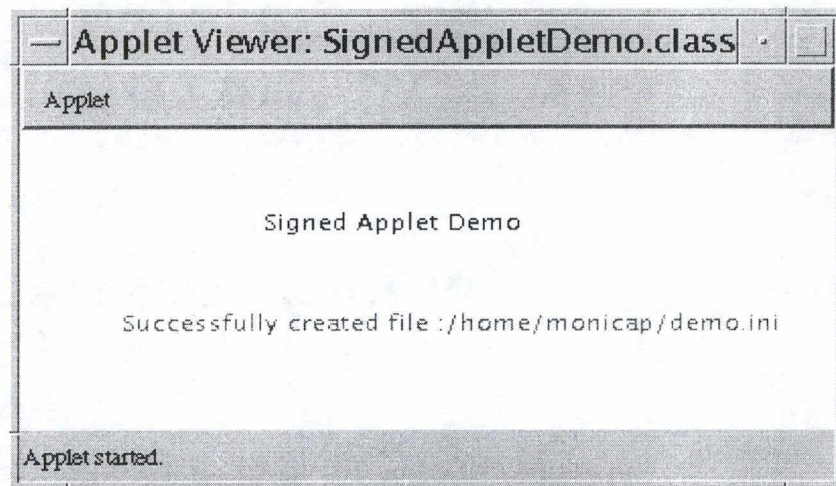 Applet Viewer: SignedAppletDemo.class
Applet
Signed Applet Demo
Successfully created file :/home/monicap/demo.ini
Applet started.